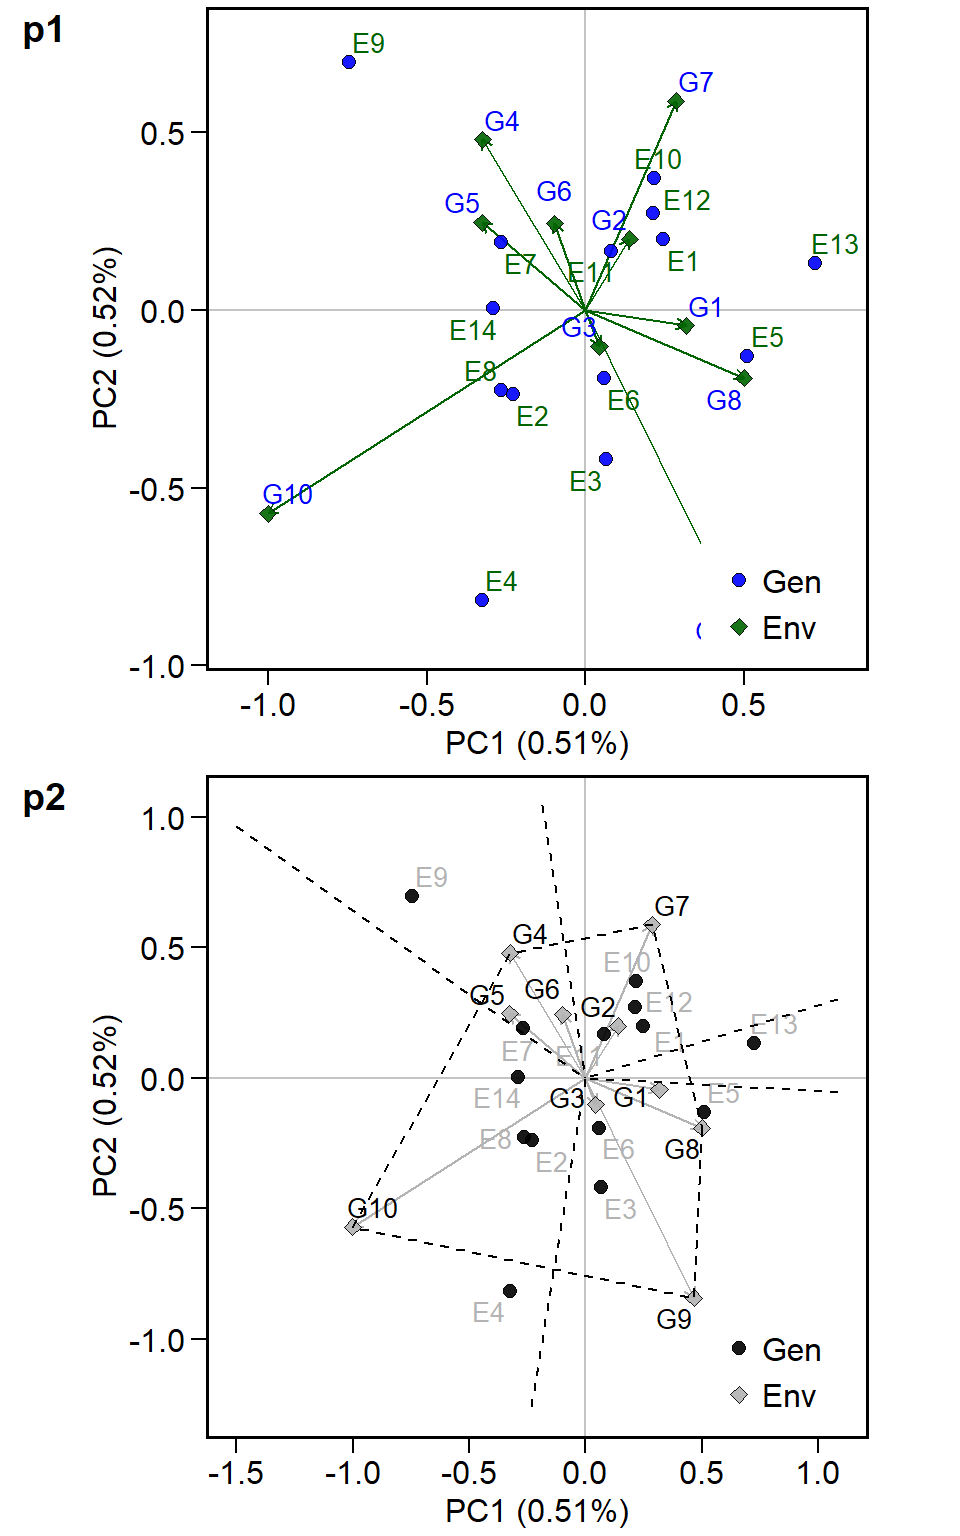 p1
E9
G7
G4
0.5
E10
G6
E12
G5
G2
E13
E1
E7
E11
0.0
G1
G3
E14
E5
E8
G8
E6
E2
E3
-0.5
G10
E4
Gen
Env
-1.0
-1.0 -0.5 0.0 0.5
PC1 (0.51%)
PC2 (0.52%)
p2
1.0
E9
G7
G4
0.5
E10
G6
G5
E12
G2
E13
E1
E7
E11
0.0
G3 G1 E5
E14
E8
E6
G8
E2
G10
E3
-0.5
E4
G9
-1.0
Gen
Env
-1.5 -1.0 -0.5 0.0 0.5 1.0
PC1 (0.51%)
PC2 (0.52%)